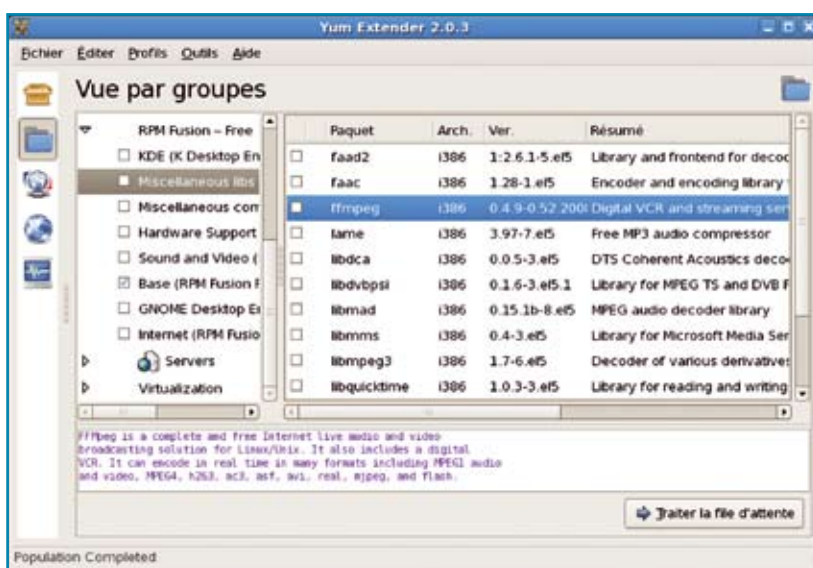 Yum Extender 2.0.3
Fichier Éditer Profils Outils Aide
Vue par groupes
RPM Fusion – Free
KDE (K Desktop En
Miscellaneous libs
Miscellaneous com
Hardware Support
Sound and Video (
Base (RPM Fusion F
GNOME Desktop En
Internet (RPM Fusio
Servers
Virtualization
Paquet Arch. Ver. Résumé
faad2 i386 1:2.6.1-5.el5 Library and frontend for decod
faac i386 1.28-1.el5 Encoder and encoding library
ffmpeg i386 0.4.9-0.52.200 Digital VCR and streaming ser
lame i386 3.97-7.el5 Free MP3 audio compressor
libdca i386 0.0.5-3.el5 DTS Coherent Acoustics deco
libdvbpsi i386 0.1.6-3.el5.1 Library for MPEG TS and DVB F
libmad i386 0.15.1b-8.el5 MPEG audio decoder library
libmms i386 0.4-3.el5 Library for Microsoft Media Ser
libmpeg3 i386 1.7-6.el5 Decoder of various derivatives
libquicktime i386 1.0.3-3.el5 Library for reading and writing
FFMpeg is a complete and free Internet live audio and video
broadcasting solution for Linux/Unix. It also includes a digital
VCR. It can encode in real time in many formats including MPEG1 audio
and video, MPEG4, h263, ac3, asf, avi, real, mjpeg, and flash.
Traiter la file d'attente
Population Completed